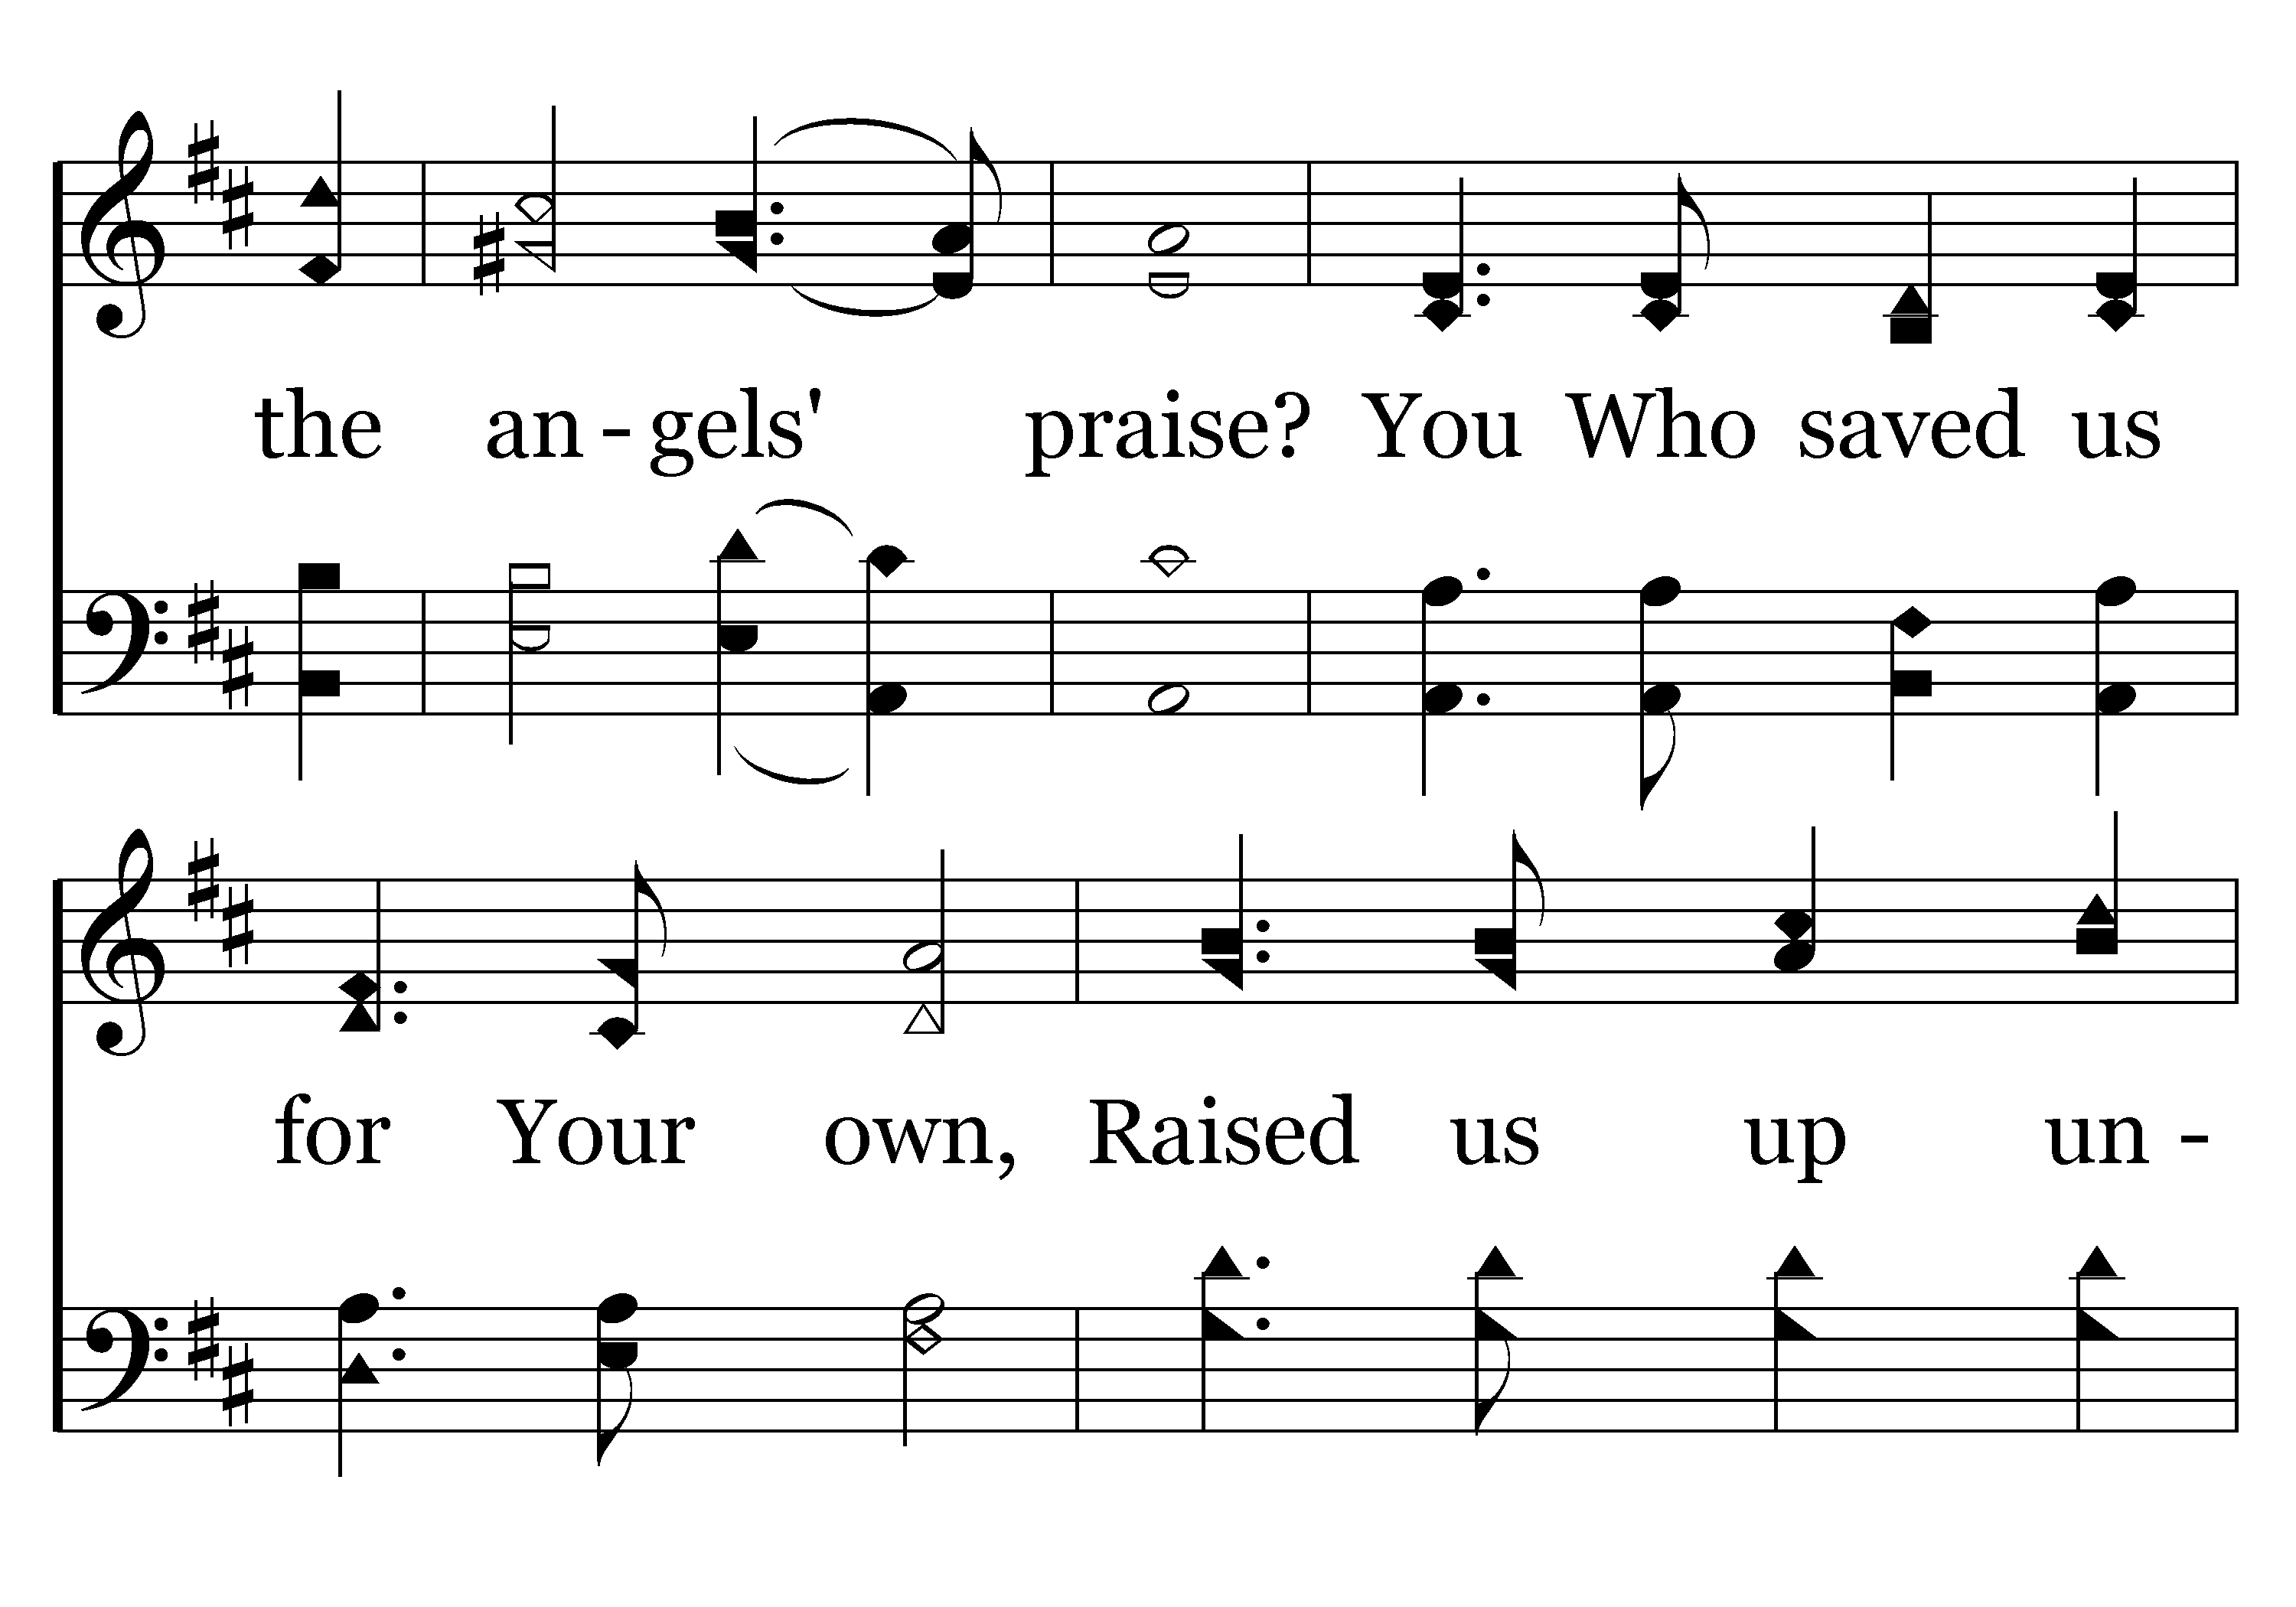 the an - gels' praise? You Who saved us
for Your own, Raised us up un -